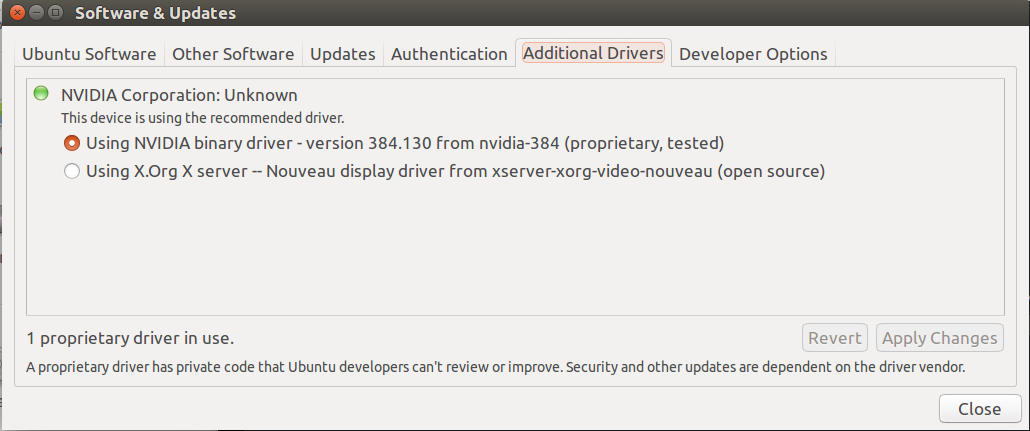 Software & Updates
Ubuntu Software Other Software Updates Authentication Additional Drivers Developer Options
NVIDIA Corporation: Unknown
This device is using the recommended driver.
Using NVIDIA binary driver - version 384.130 from nvidia-384 (proprietary, tested)
Using X.Org X server -- Nouveau display driver from xserver-xorg-video-nouveau (open source)
1 proprietary driver in use.
Revert Apply Changes
A proprietary driver has private code that Ubuntu developers can't review or improve. Security and other updates are dependent on the driver vendor.
Close